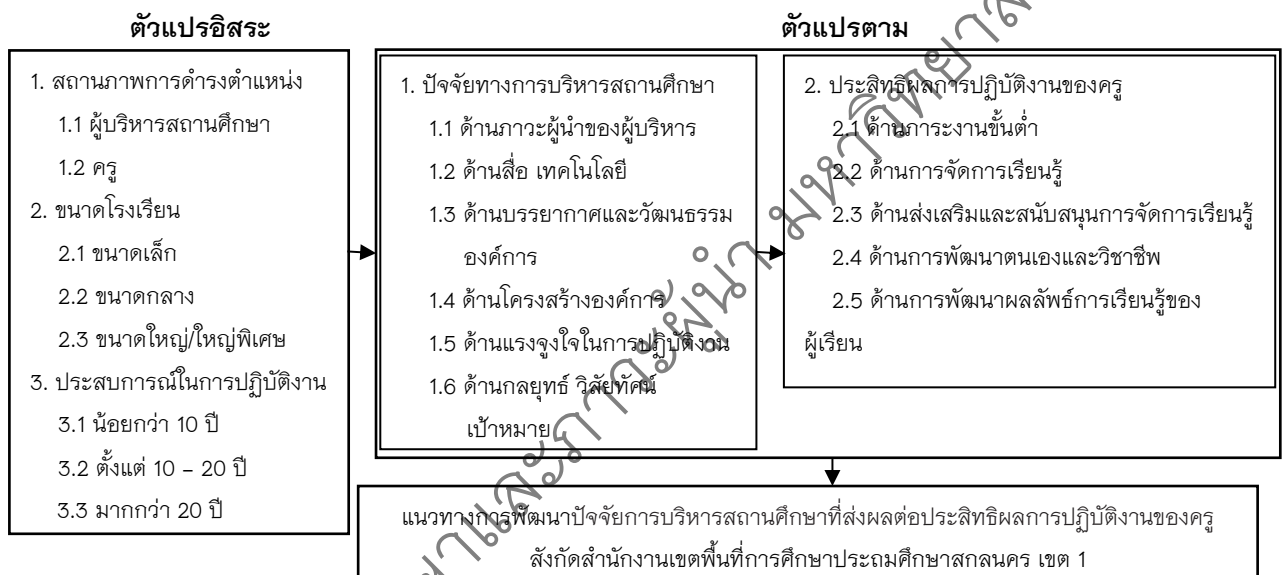 ตัวแปรอิสระ
ตัวแปรตาม
1. สถานภาพการดำรงตำแหน่ง
1.1 ผู้บริหารสถานศึกษา
1.2 ครู
2. ขนาดโรงเรียน
2.1 ขนาดเล็ก
2.2 ขนาดกลาง
2.3 ขนาดใหญ่/ใหญ่พิเศษ
3. ประสบการณ์ในการปฏิบัติงาน
3.1 น้อยกว่า 10 ปี
3.2 ตั้งแต่ 10 – 20 ปี
3.3 มากกว่า 20 ปี
1. ปัจจัยทางการบริหารสถานศึกษา
1.1 ด้านภาวะผู้นำของผู้บริหาร
1.2 ด้านสื่อ เทคโนโลยี
1.3 ด้านบรรยากาศและวัฒนธรรม
องค์การ
1.4 ด้านโครงสร้างองค์การ
1.5 ด้านแรงจูงใจในการปฏิบัติงาน
1.6 ด้านกลยุทธ์ วิสัยทัศน์
เป้าหมาย
2. ประสิทธิผลการปฏิบัติงานของครู
2.1 ด้านภาระงานขั้นต่ำ
2.2 ด้านการจัดการเรียนรู้
2.3 ด้านส่งเสริมและสนับสนุนการจัดการเรียนรู้
2.4 ด้านการพัฒนาตนเองและวิชาชีพ
2.5 ด้านการพัฒนาผลลัพธ์การเรียนรู้ของ
ผู้เรียน
แนวทางการพัฒนาปัจจัยการบริหารสถานศึกษาที่ส่งผลต่อประสิทธิผลการปฏิบัติงานของครู
สังกัดสำนักงานเขตพื้นที่การศึกษาประถมศึกษาสกลนคร เขต 1